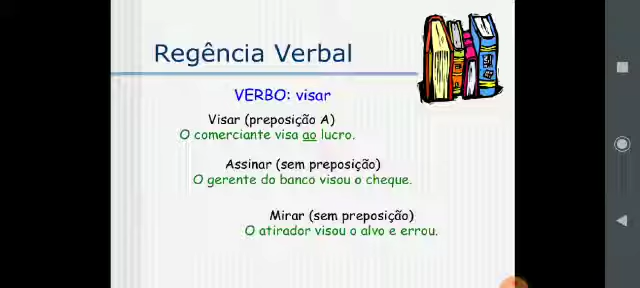 Regência Verbal
VERBO: visar
Visar (preposição A)
O comerciante visa ao lucro.
Assinar (sem preposição)
O gerente do banco visou o cheque.
Mirar (sem preposição)
O atirador visou o alvo e errou.